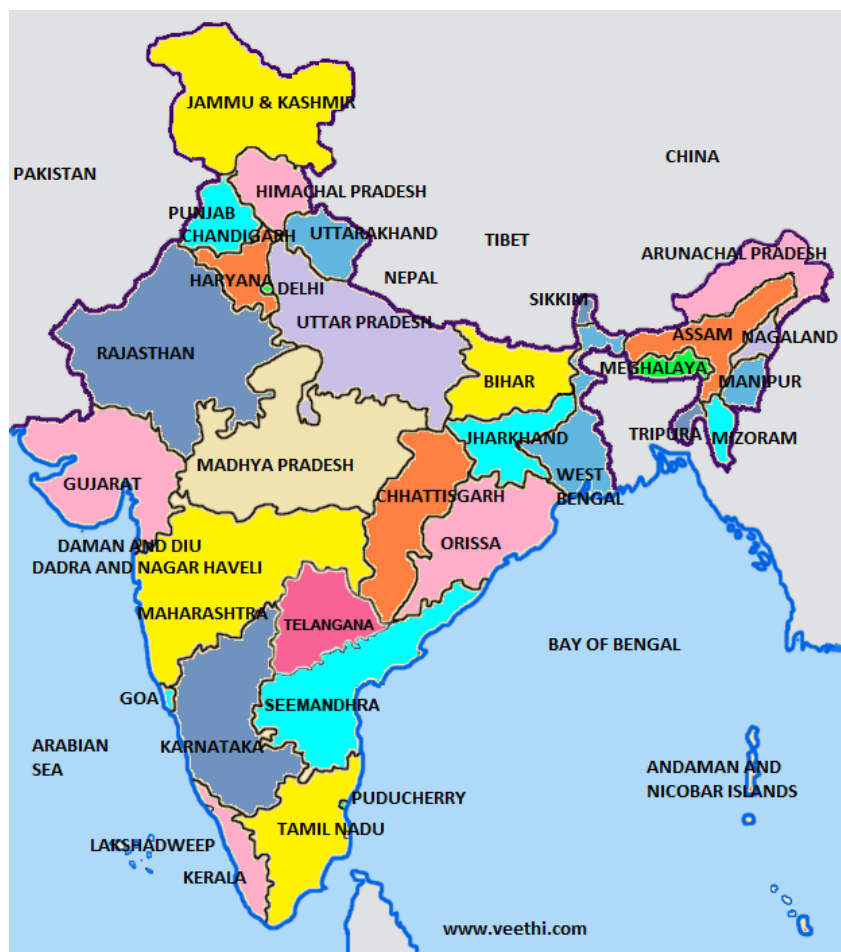 JAMMU & KASHMIR
CHINA
PAKISTAN
HIMACHAL PRADESH
PUNJAB
CHANDIGARH
UTTARAKHAND
TIBET
ARUNACHAL PRADESH
NEPAL
HARYANA
DELHI
SIKKIM
UTTAR PRADESH
ASSAM
NAGALAND
RAJASTHAN
MEGHALAYA
BIHAR
MANIPUR
TRIPURA
MIZORAM
JHARKHAND
MADHYA PRADESH
GUJARAT
WEST
BENGAL
CHHATTISGARH
ORISSA
DAMAN AND DIU
DADRA AND NAGAR HAVELI
MAHARASHTRA
TELANGANA
BAY OF BENGAL
GOA
SEEMANDHRA
KARNATAKA
ARABIAN
SEA
ANDAMAN AND
NICOBAR ISLANDS
PUDUCHERRY
TAMIL NADU
LAKSHADWEEP
KERALA
www.veethi.com